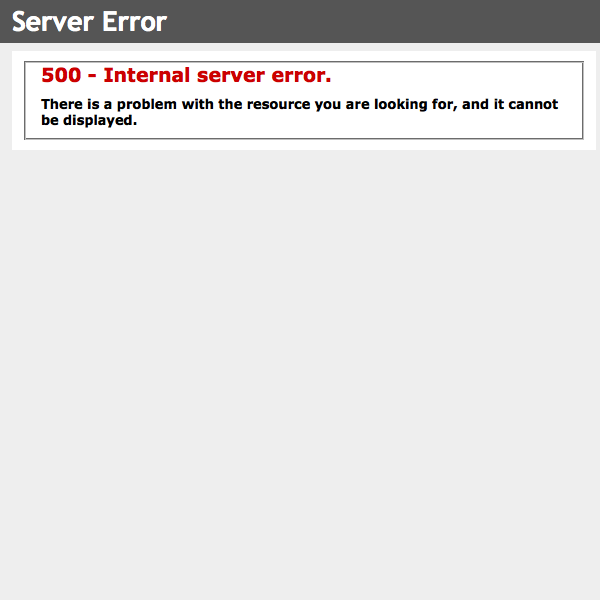 Server Error
500 - Internal server error.
There is a problem with the resource you are looking for, and it cannot
be displayed.